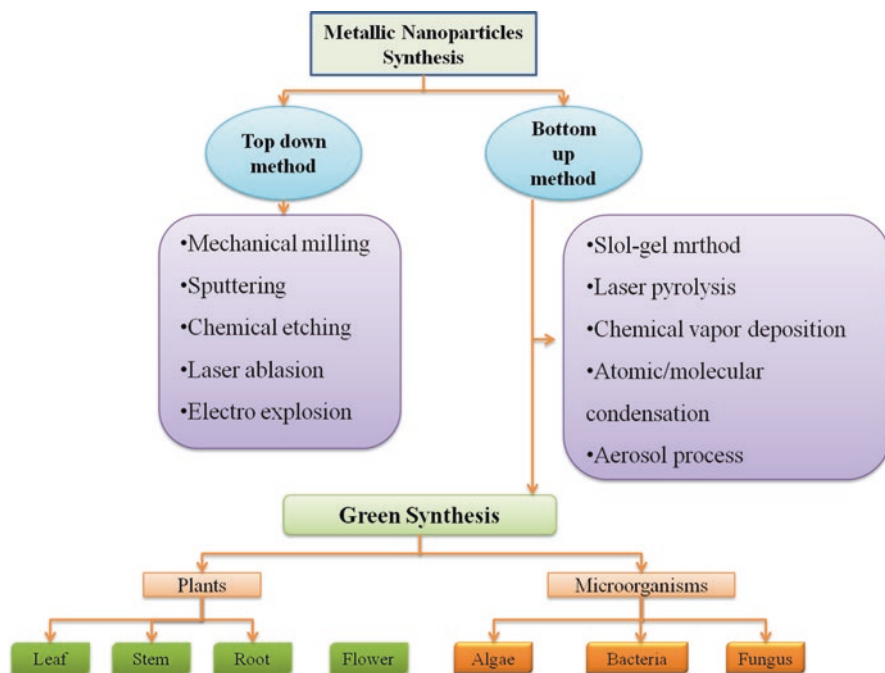 Metallic Nanoparticles
Synthesis
Top down
method
Bottom
up
method
•Mechanical milling
•Sputtering
•Chemical etching
•Laser ablasion
•Electro explosion
•Slol-gel mrthod
•Laser pyrolysis
•Chemical vapor deposition
•Atomic/molecular
condensation
•Aerosol process
Green Synthesis
Plants
Microorganisms
Leaf
Stem
Root
Flower
Algae
Bacteria
Fungus